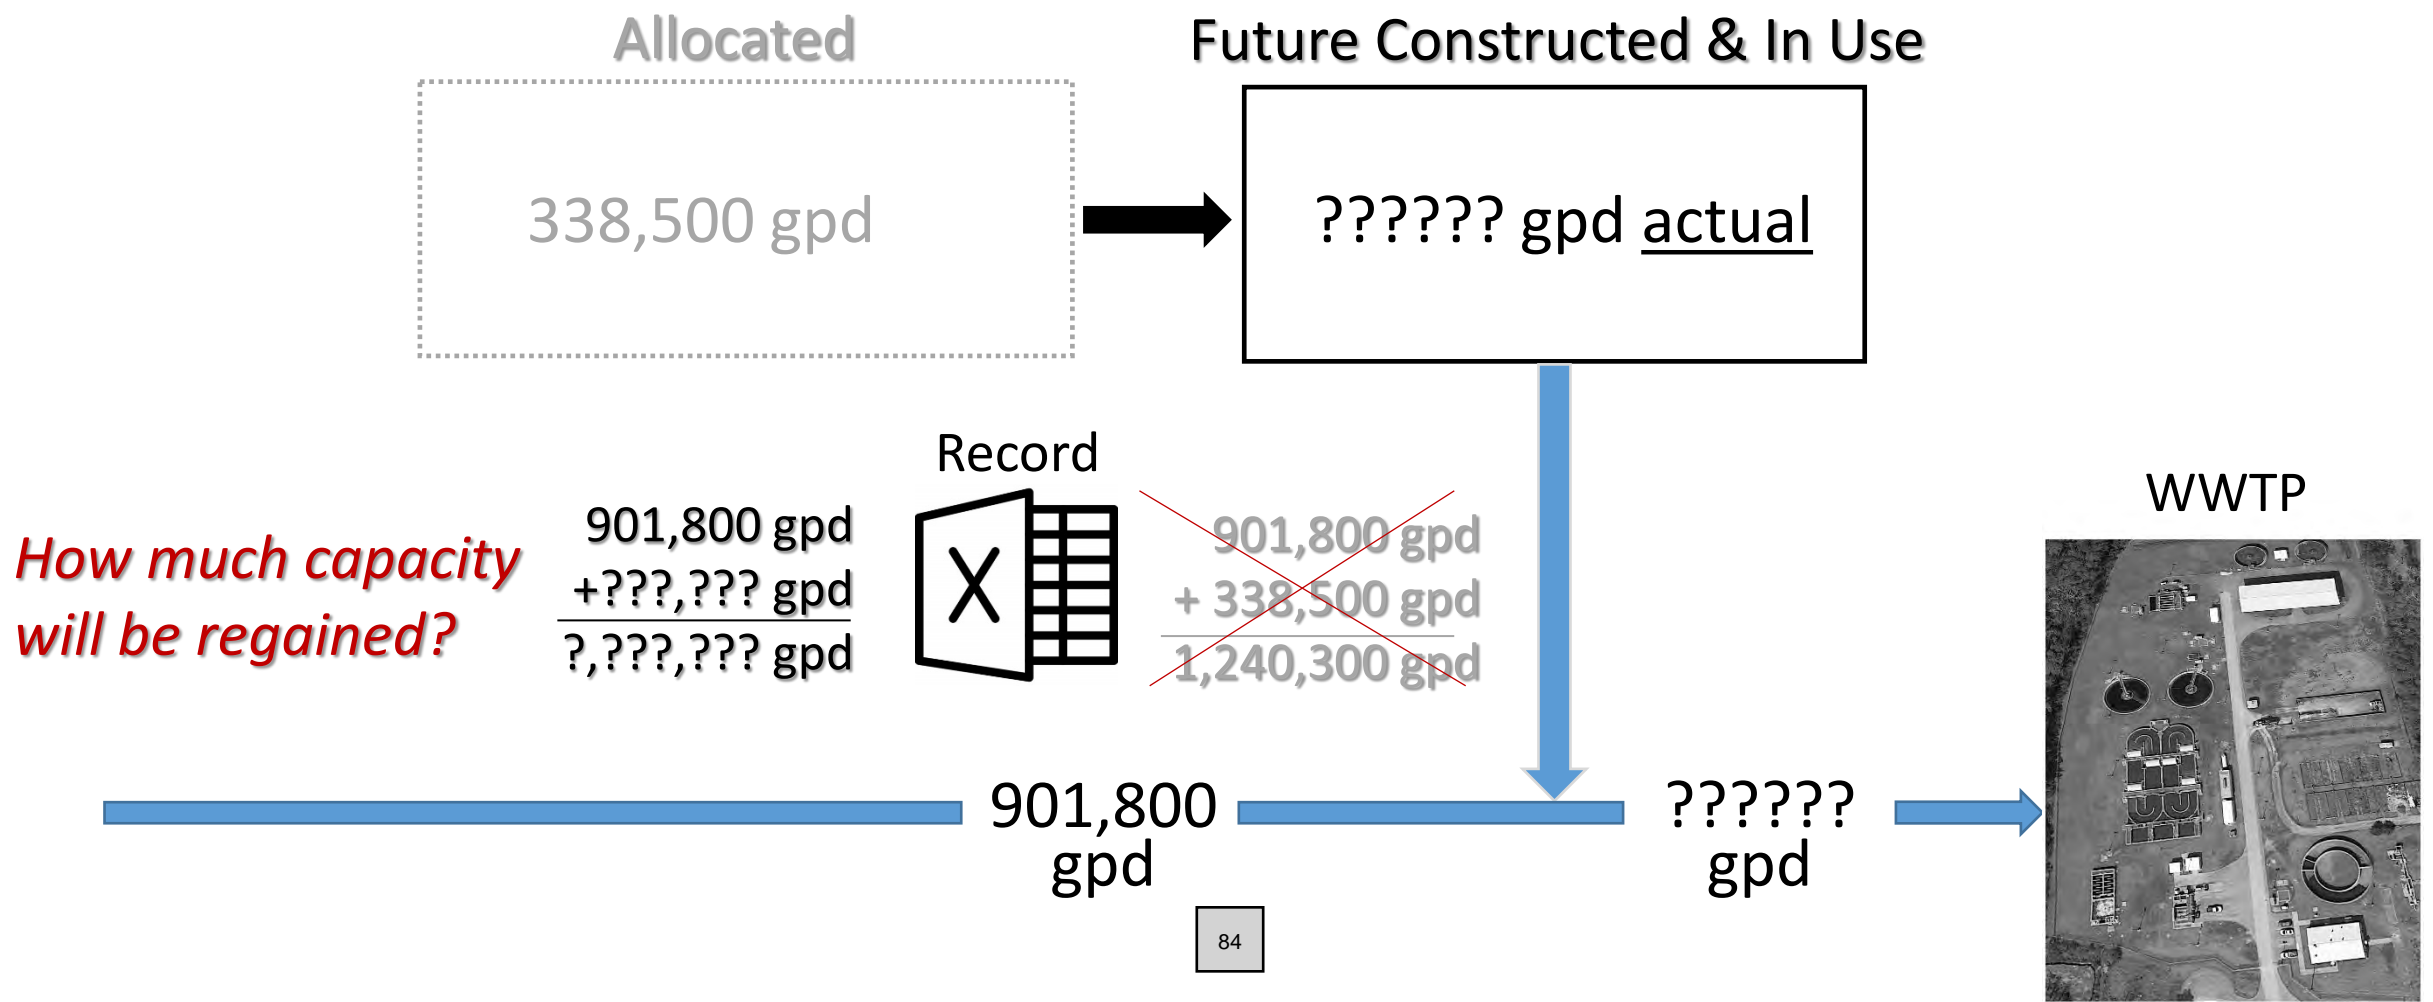 Allocated
Future Constructed & In Use
338,500 gpd
?????? gpd actual
Record
WWTP
How much capacity
will be regained?
901,800 gpd
+???,??? gpd
?,???,??? gpd
X
901,800 gpd
+ 338,500 gpd
1,240,300 gpd
901,800
gpd
??????
gpd
84